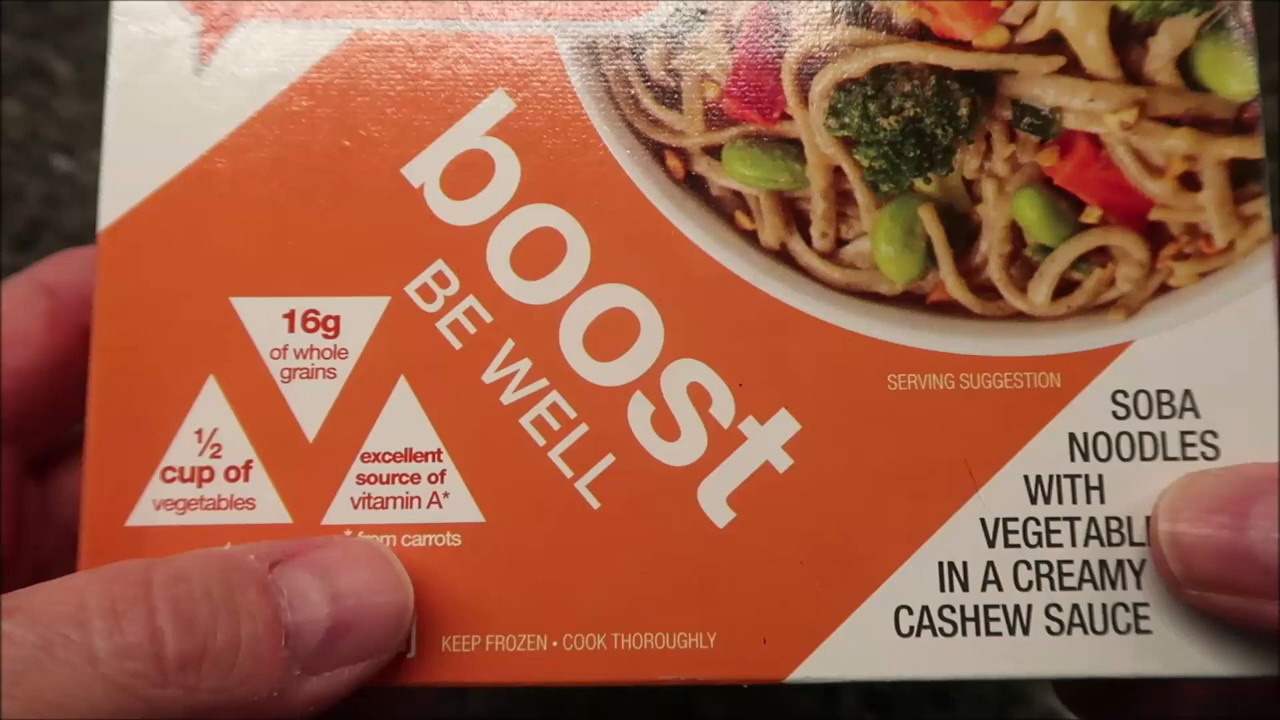 boost
BE WELL
16g
of whole
grains
½
cup of
vegetables
excellent
source of
vitamin A*
* from carrots
SERVING SUGGESTION
SOBA
NOODLES
WITH
VEGETABL
IN A CREAMY
CASHEW SAUCE
KEEP FROZEN • COOK THOROUGHLY